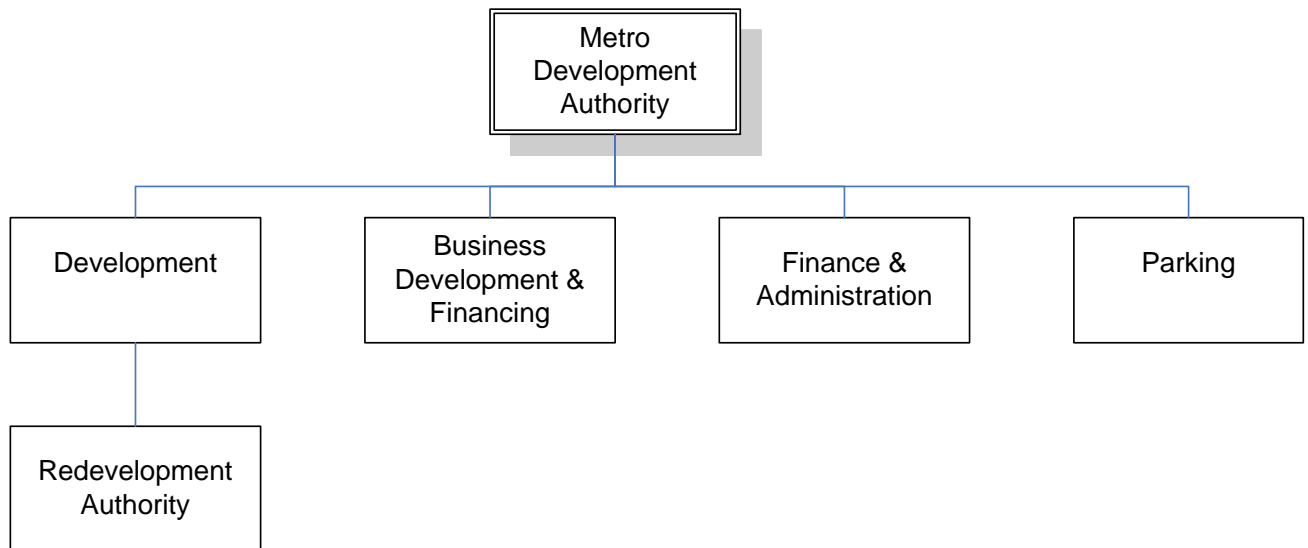 Metro
Development
Authority
Development
Business
Development &
Financing
Finance &
Administration
Parking
Redevelopment
Authority